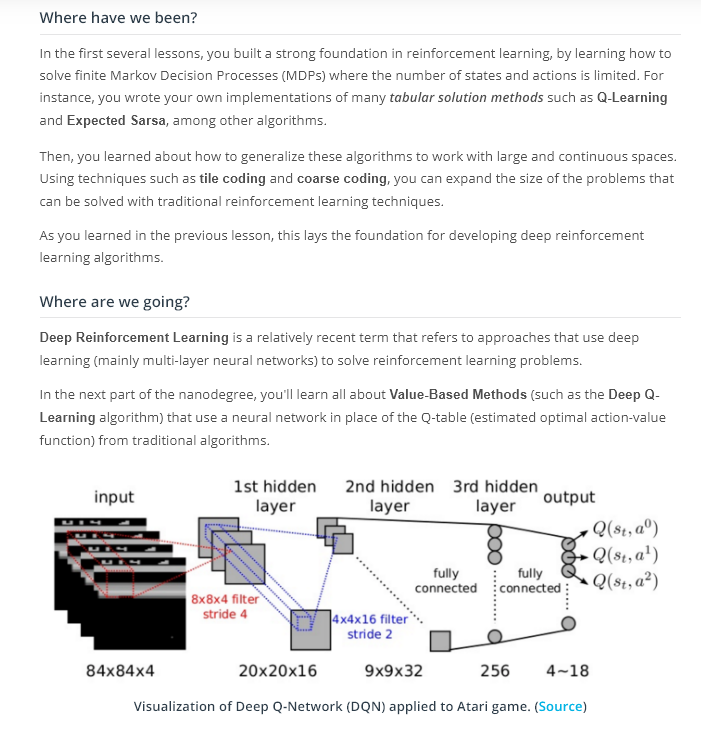 Where have we been?
In the first several lessons, you built a strong foundation in reinforcement learning, by learning how to
solve finite Markov Decision Processes (MDPs) where the number of states and actions is limited. For
instance, you wrote your own implementations of many tabular solution methods such as Q-Learning
and Expected Sarsa, among other algorithms.
Then, you learned about how to generalize these algorithms to work with large and continuous spaces.
Using techniques such as tile coding and coarse coding, you can expand the size of the problems that
can be solved with traditional reinforcement learning techniques.
As you learned in the previous lesson, this lays the foundation for developing deep reinforcement
learning algorithms.
Where are we going?
Deep Reinforcement Learning is a relatively recent term that refers to approaches that use deep
learning (mainly multi-layer neural networks) to solve reinforcement learning problems.
In the next part of the nanodegree, you'll learn all about Value-Based Methods (such as the Deep Q-
Learning algorithm) that use a neural network in place of the Q-table (estimated optimal action-value
function) from traditional algorithms.
input
1st hidden
layer
2nd hidden
layer
3rd hidden
layer
output
Q(sₜ, a⁰)
Q(sₜ, a¹)
Q(sₜ, a²)
fully
connected
fully
connected
8x8x4 filter
stride 4
4x4x16 filter
stride 2
84x84x4
20x20x16
9x9x32
256
4~18
Visualization of Deep Q-Network (DQN) applied to Atari game. (Source)